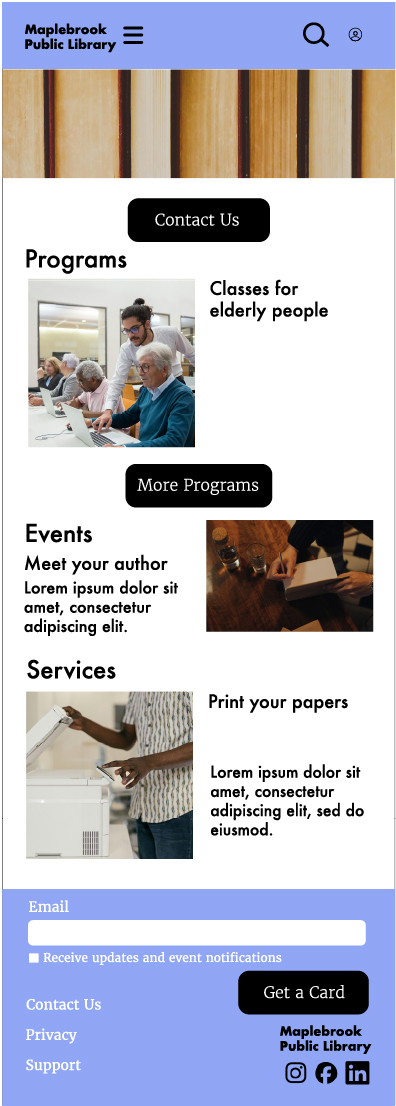 Maplebrook
Public Library
Contact Us
Programs
Classes for
elderly people
More Programs
Events
Meet your author
Lorem ipsum dolor sit
amet, consectetur
adipiscing elit.
Services
Print your papers
Lorem ipsum dolor sit
amet, consectetur
adipiscing elit, sed do
eiusmod.
Email
Receive updates and event notifications
Get a Card
Contact Us
Privacy
Support
Maplebrook
Public Library